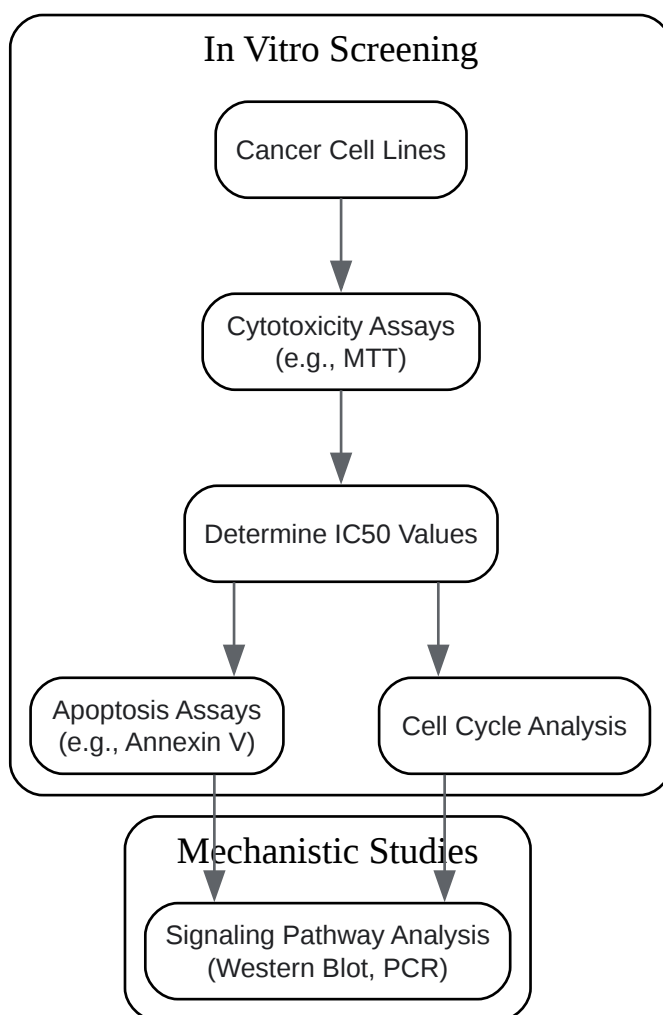 In Vitro Screening
Cancer Cell Lines
Cytotoxicity Assays
(e.g., MTT)
Determine IC50 Values
Apoptosis Assays
(e.g., Annexin V)
Cell Cycle Analysis
Mechanistic Studies
Signaling Pathway Analysis
(Western Blot, PCR)